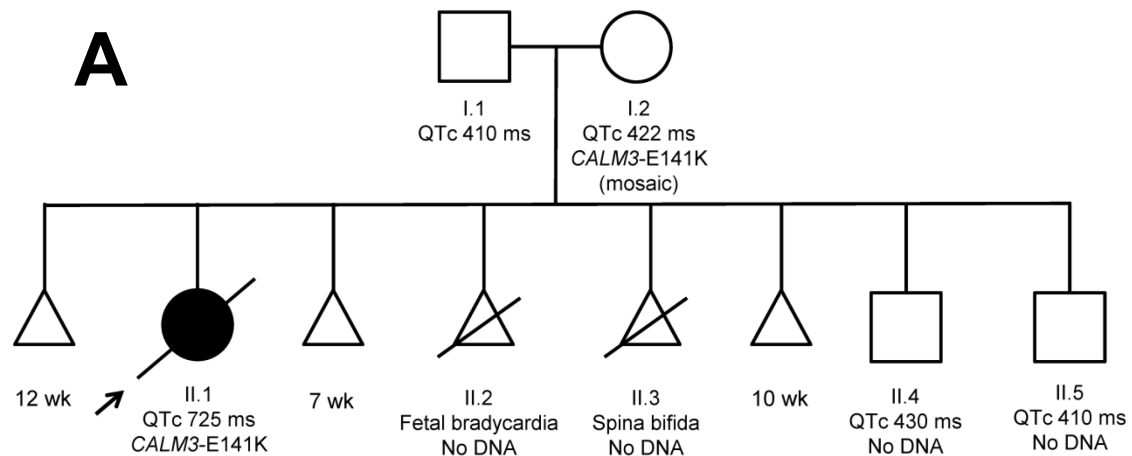 A
I.1
QTc 410 ms
I.2
QTc 422 ms
CALM3-E141K
(mosaic)
12 wk
II.1
QTc 725 ms
CALM3-E141K
7 wk
II.2
Fetal bradycardia
No DNA
II.3
Spina bifida
No DNA
10 wk
II.4
QTc 430 ms
No DNA
II.5
QTc 410 ms
No DNA